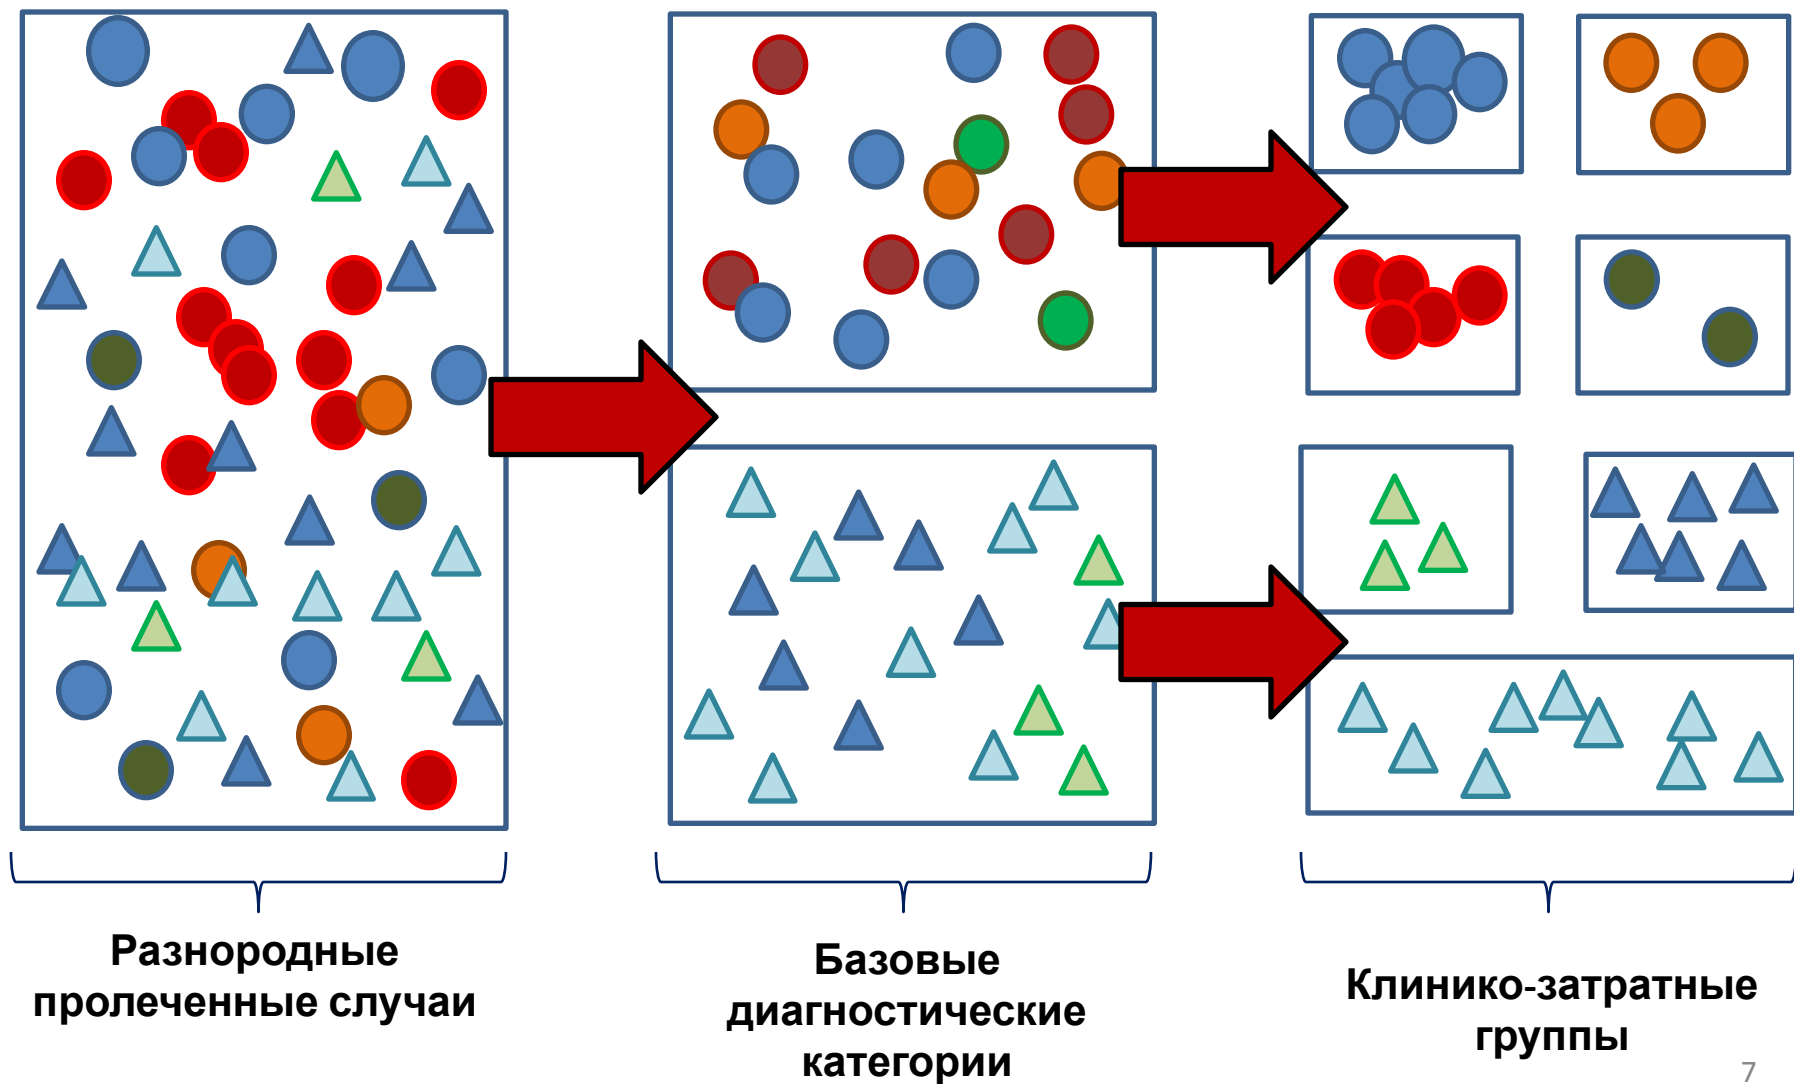 Разнородные
пролеченные случаи
Базовые
диагностические
категории
Клинико-затратные
группы
7